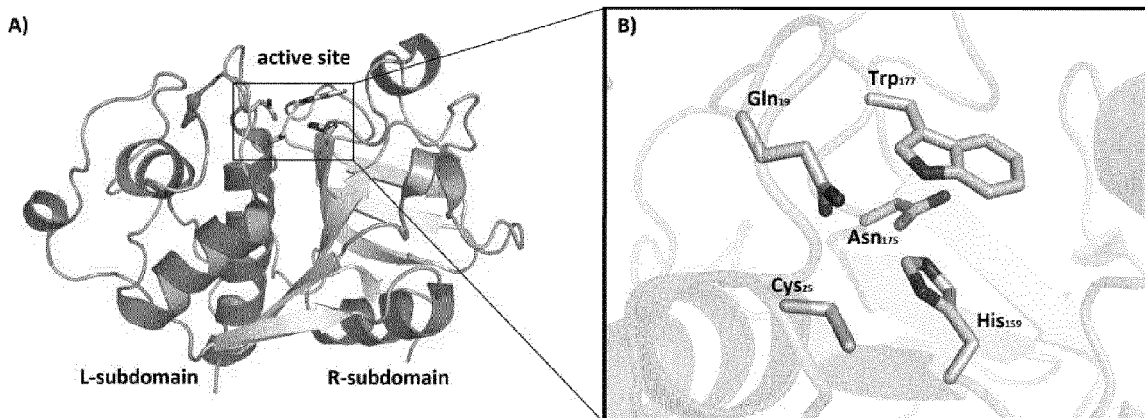 A)
active site
L-subdomain
R-subdomain
B)
Trp177
Gln19
Asn175
Cys25
His159